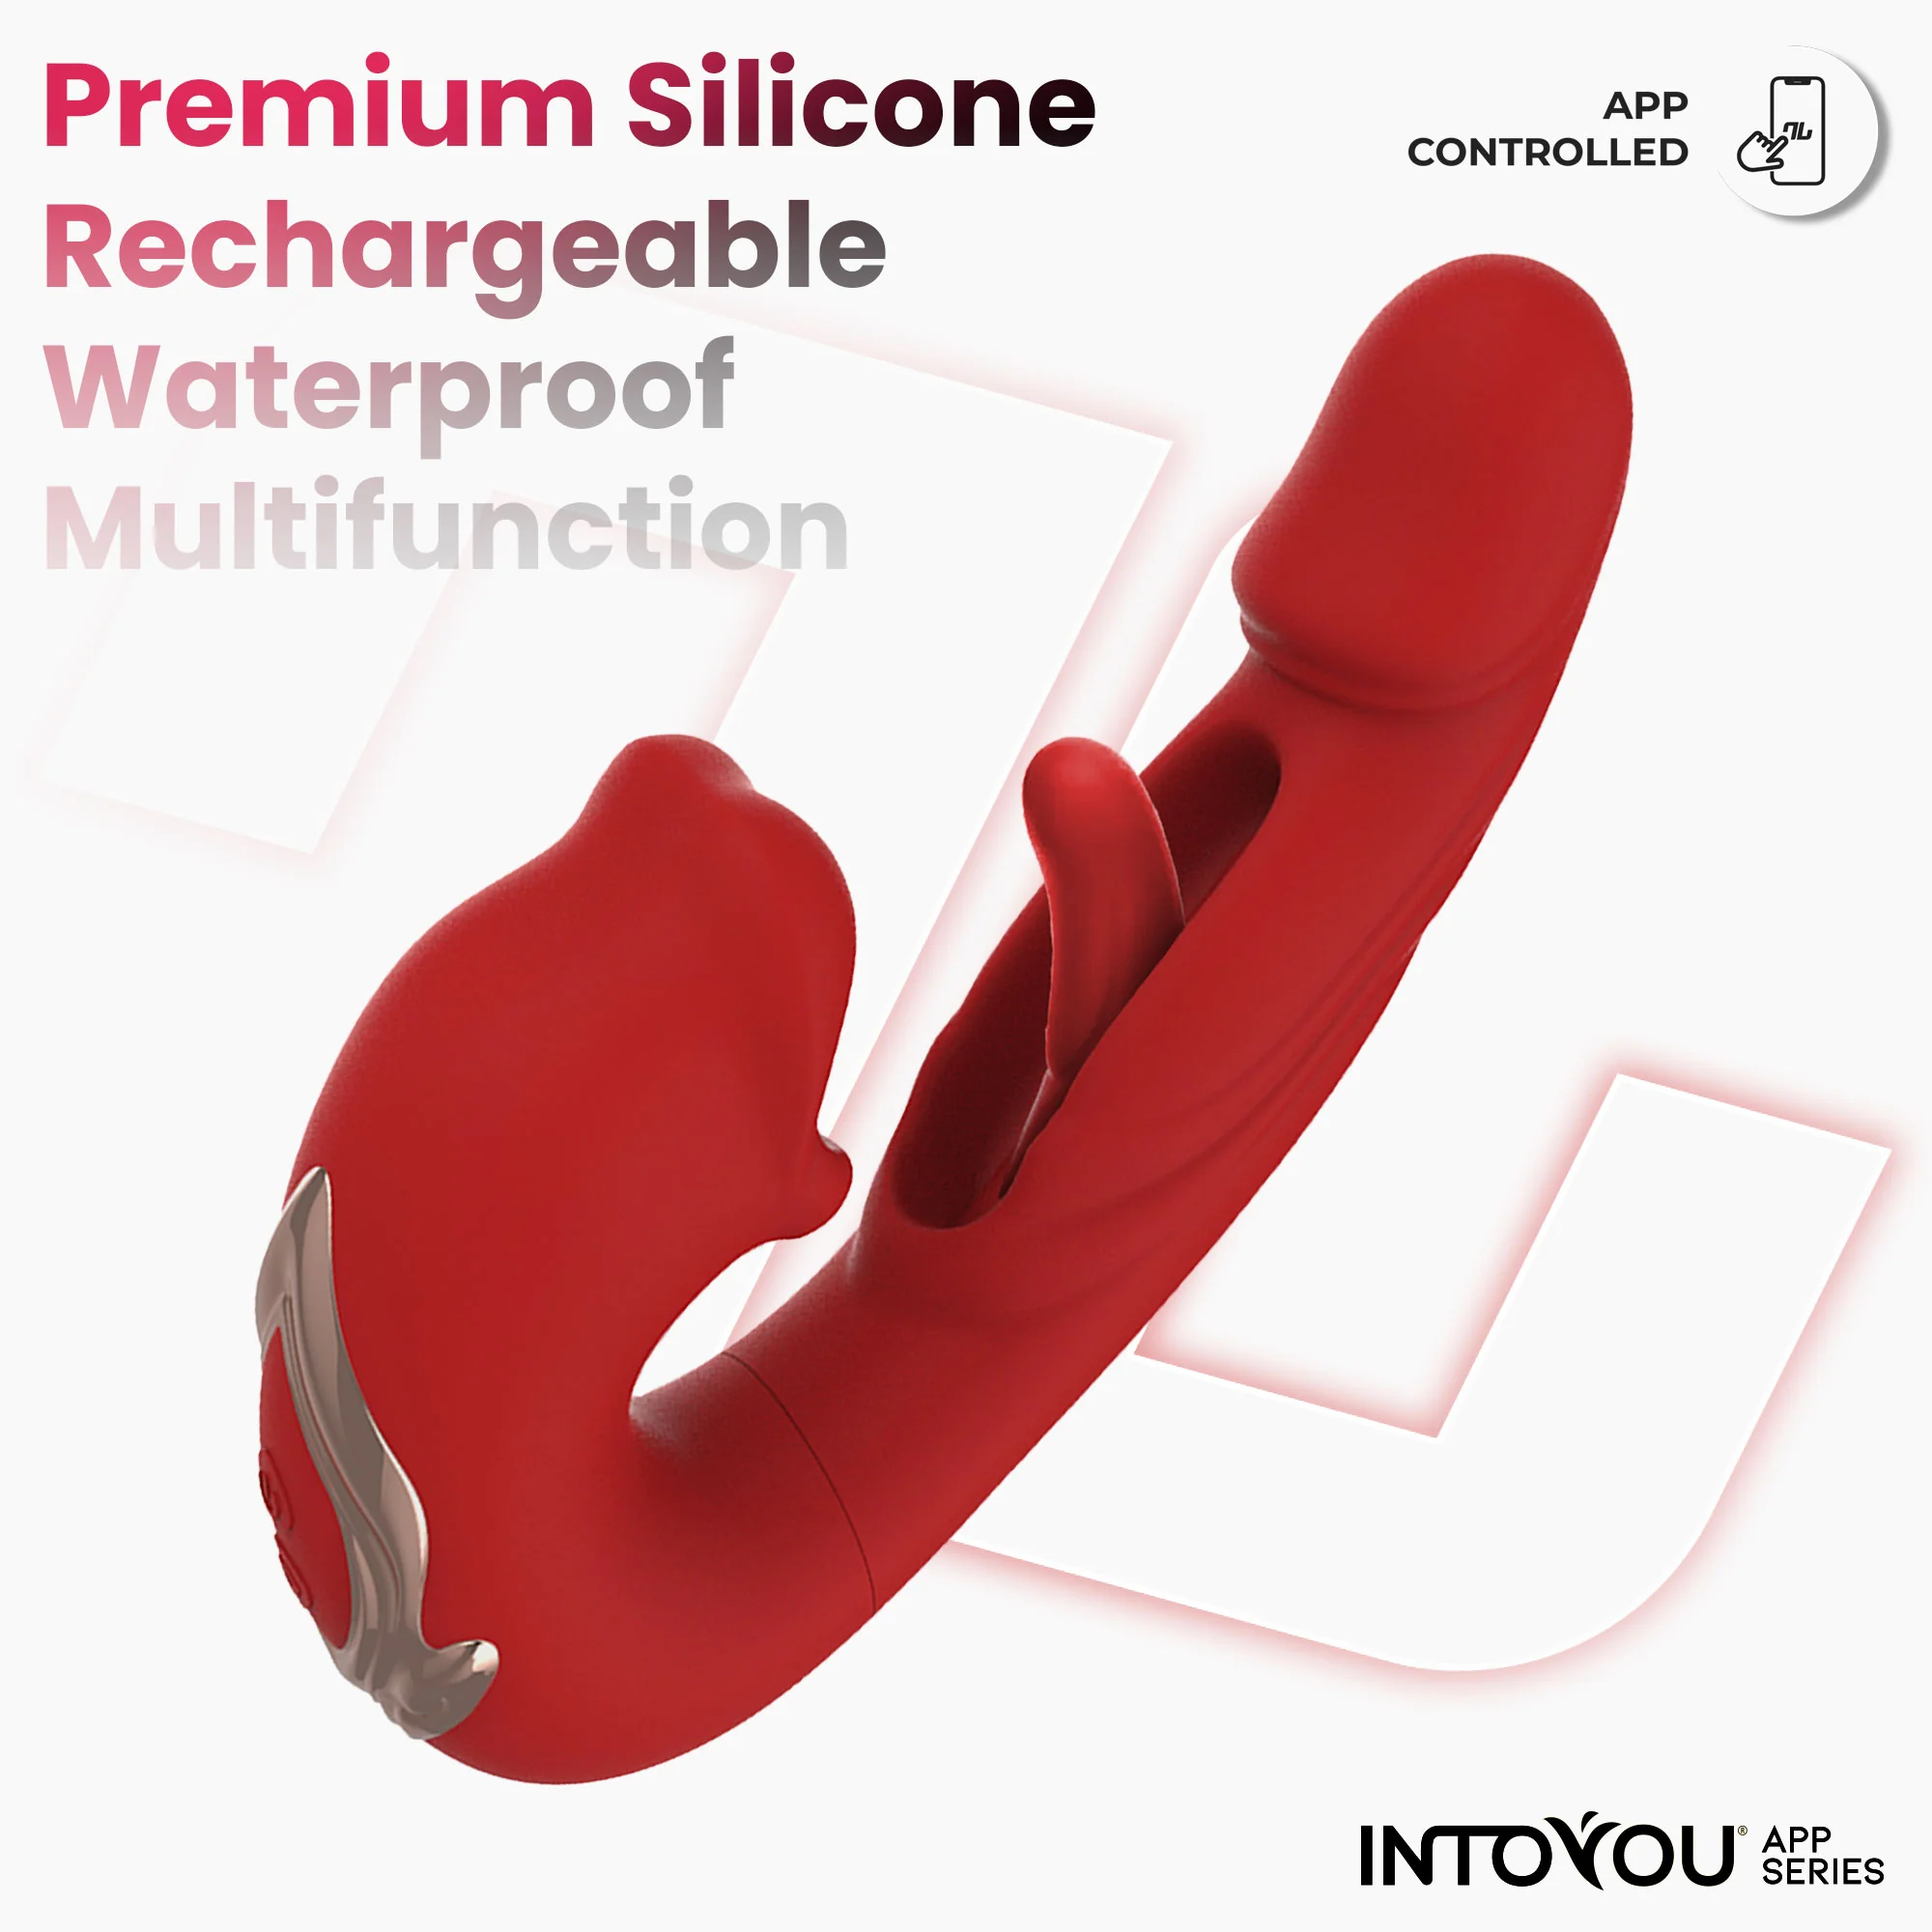 Premium Silicone
Rechargeable
Waterproof
Multifunction
APP
CONTROLLED
INTOYOU® APP
SERIES